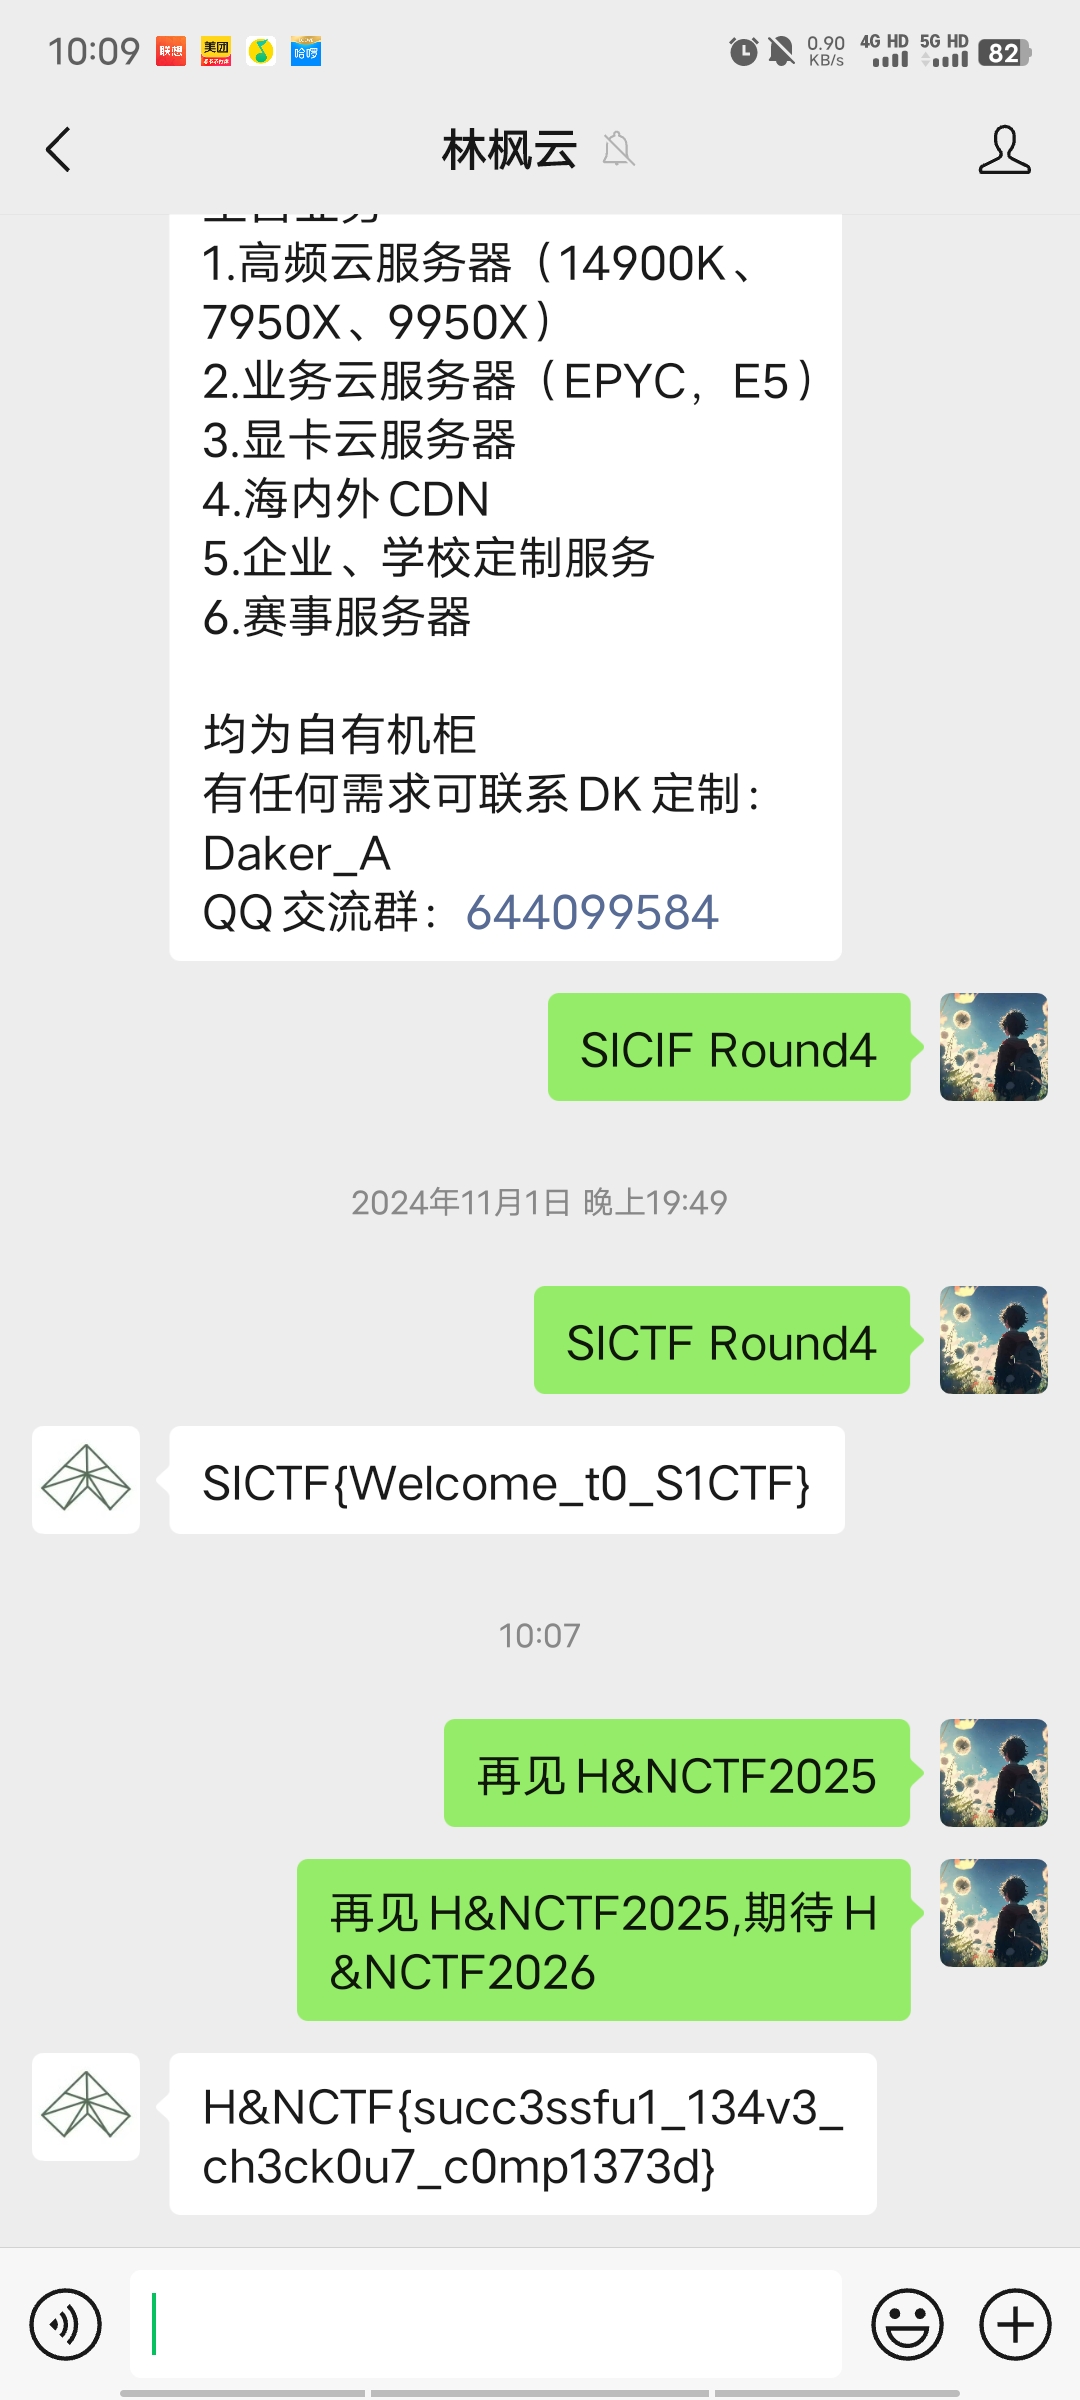 10:09
联想
美团
哈啰
0.90
KB/s
4G HD
5G HD
82
林枫云
1.高频云服务器（14900K、
7950X、9950X）
2.业务云服务器（EPYC，E5）
3.显卡云服务器
4.海内外CDN
5.企业、学校定制服务
6.赛事服务器
均为自有机柜
有任何需求可联系DK定制：
Daker_A
QQ交流群：644099584
SICIF Round4
2024年11月1日 晚上19:49
SICTF Round4
SICTF{Welcome_t0_S1CTF}
10:07
再见H&NCTF2025
再见H&NCTF2025,期待H
&NCTF2026
H&NCTF{succ3ssfu1_134v3_
ch3ck0u7_c0mp1373d}